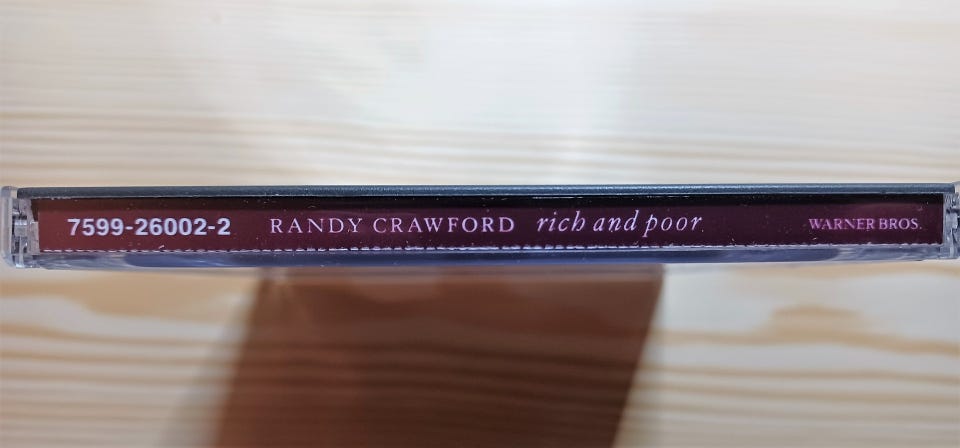 7599-26002-2 RANDY CRAWFORD rich and poor WARNER BROS.